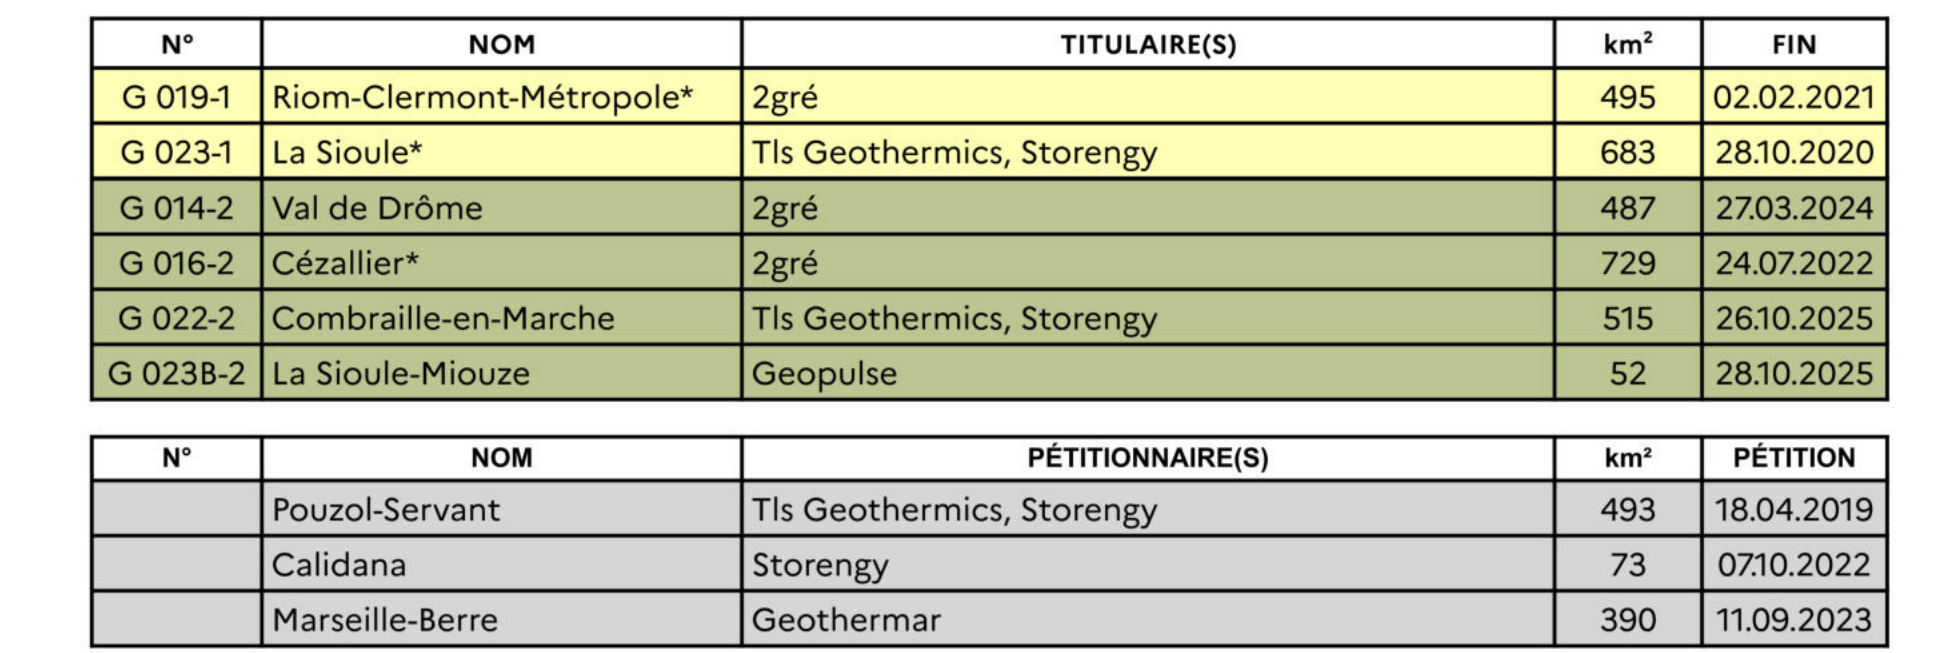 N° NOM TITULAIRE(S) km² FIN
G 019-1 Riom-Clermont-Métropole* 2gré 495 02.02.2021
G 023-1 La Sioule* Tls Geothermics, Storengy 683 28.10.2020
G 014-2 Val de Drôme 2gré 487 27.03.2024
G 016-2 Cézallier* 2gré 729 24.07.2022
G 022-2 Combraille-en-Marche Tls Geothermics, Storengy 515 26.10.2025
G 023B-2 La Sioule-Miouze Geopulse 52 28.10.2025
N° NOM PÉTITIONNAIRE(S) km² PÉTITION
Pouzol-Servant Tls Geothermics, Storengy 493 18.04.2019
Calidana Storengy 73 07.10.2022
Marseille-Berre Geothermar 390 11.09.2023